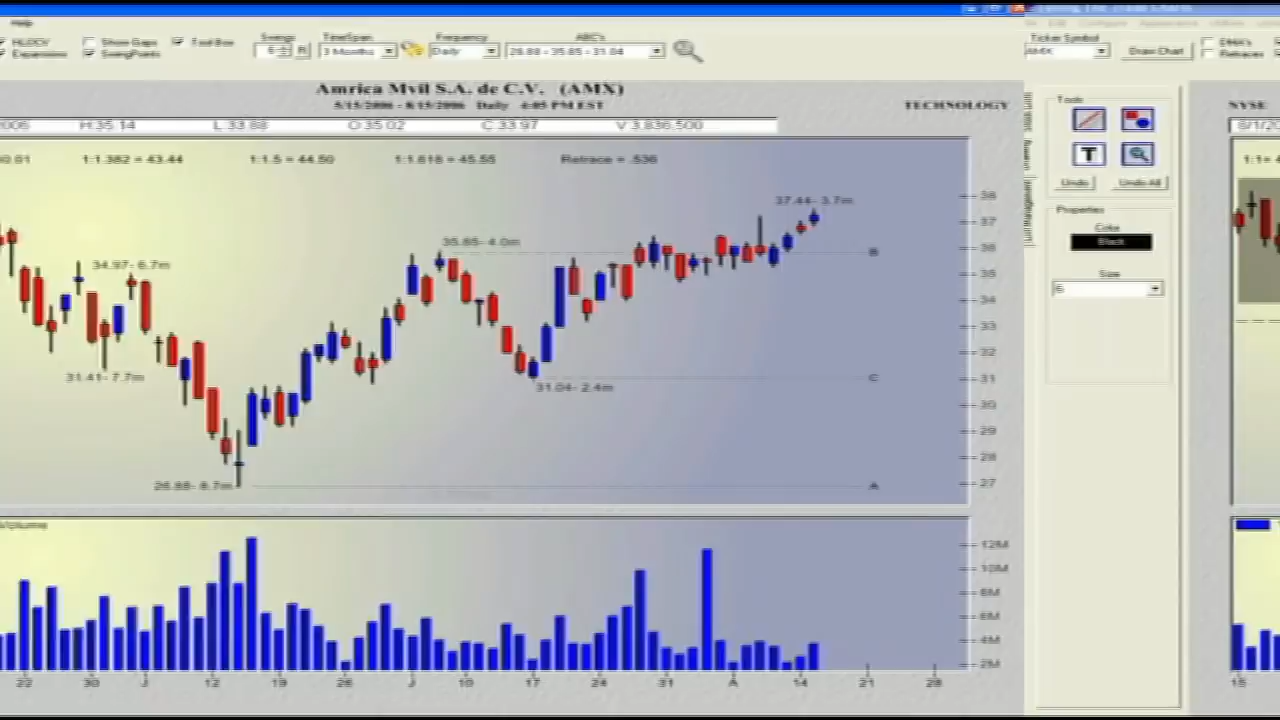 Help
HLOCV
Show Gaps
Tool Box
Expansions
SwingPoints
Swings
6
R
TimeSpan
3 Months
Frequency
Daily
ABC's
26.88 - 35.85 - 31.04
Ticker Symbol
AMX
Draw Chart
Retraces
Amrica Mvil S.A. de C.V. (AMX)
5/15/2006 - 8/15/2006 Daily 4:05 PM EST
TECHNOLOGY
NYSE
2006 H:35.14 L 33.88 O:35.02 C 33.97 V 3,836,500
1:1.382 = 43.44 1:1.5 = 44.50 1:1.618 = 45.55 Retrace = .536
37.44- 3.7m
35.85- 4.0m
34.97- 6.7m
31.41- 7.7m
31.04- 2.4m
26.88- 8.7m
B
C
A
38
37
36
35
34
33
32
31
30
29
28
27
Volume
12M
10M
8M
6M
4M
2M
22 30 J 12 19 26 J 10 17 24 31 A 14 21 28
Tools
T
Undo
Undo All
Properties
Color
Black
Size
6
15